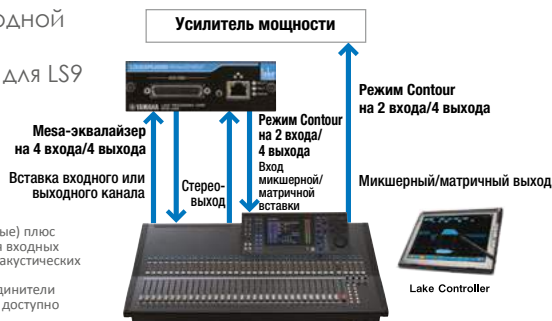 одной
для LS9
Усилитель мощности
YAMAHA
Mesa-эквалайзер
на 4 входа/4 выхода
Вставка входного или
выходного канала
Стерео-
выход
Режим Contour
на 2 входа/
4 выхода
Вход
микшерной/
матричной
вставки
Режим Contour
на 2 входа/4 выхода
Микшерный/матричный выход
ые) плюс
я входных
акустических
динители
доступно
Lake Controller